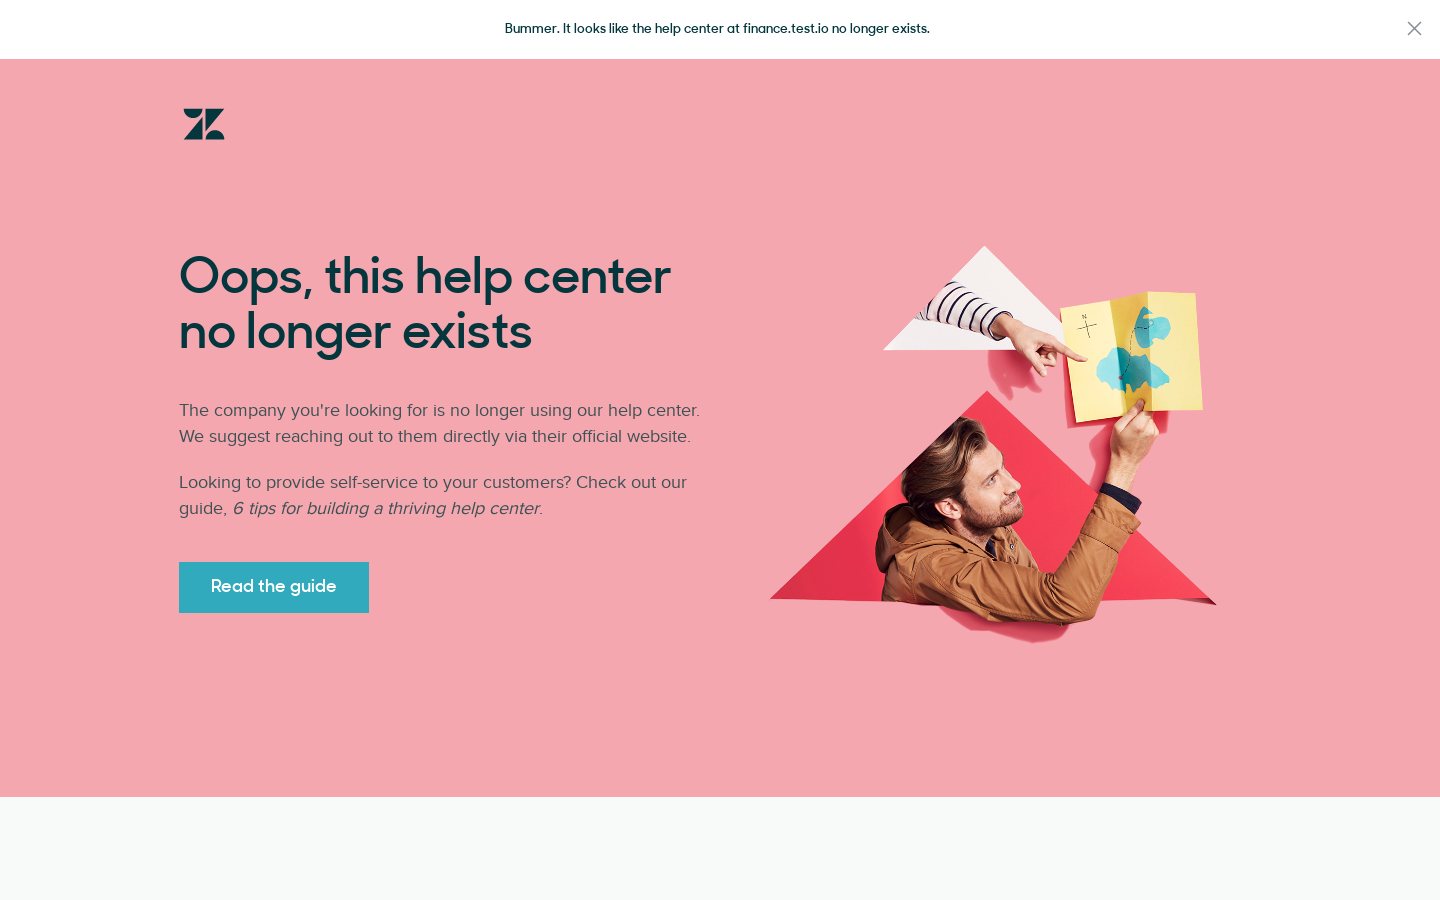 Bummer. It looks like the help center at finance.test.io no longer exists.
Oops, this help center
no longer exists
The company you're looking for is no longer using our help center.
We suggest reaching out to them directly via their official website.
Looking to provide self-service to your customers? Check out our
guide, 6 tips for building a thriving help center.
Read the guide
N